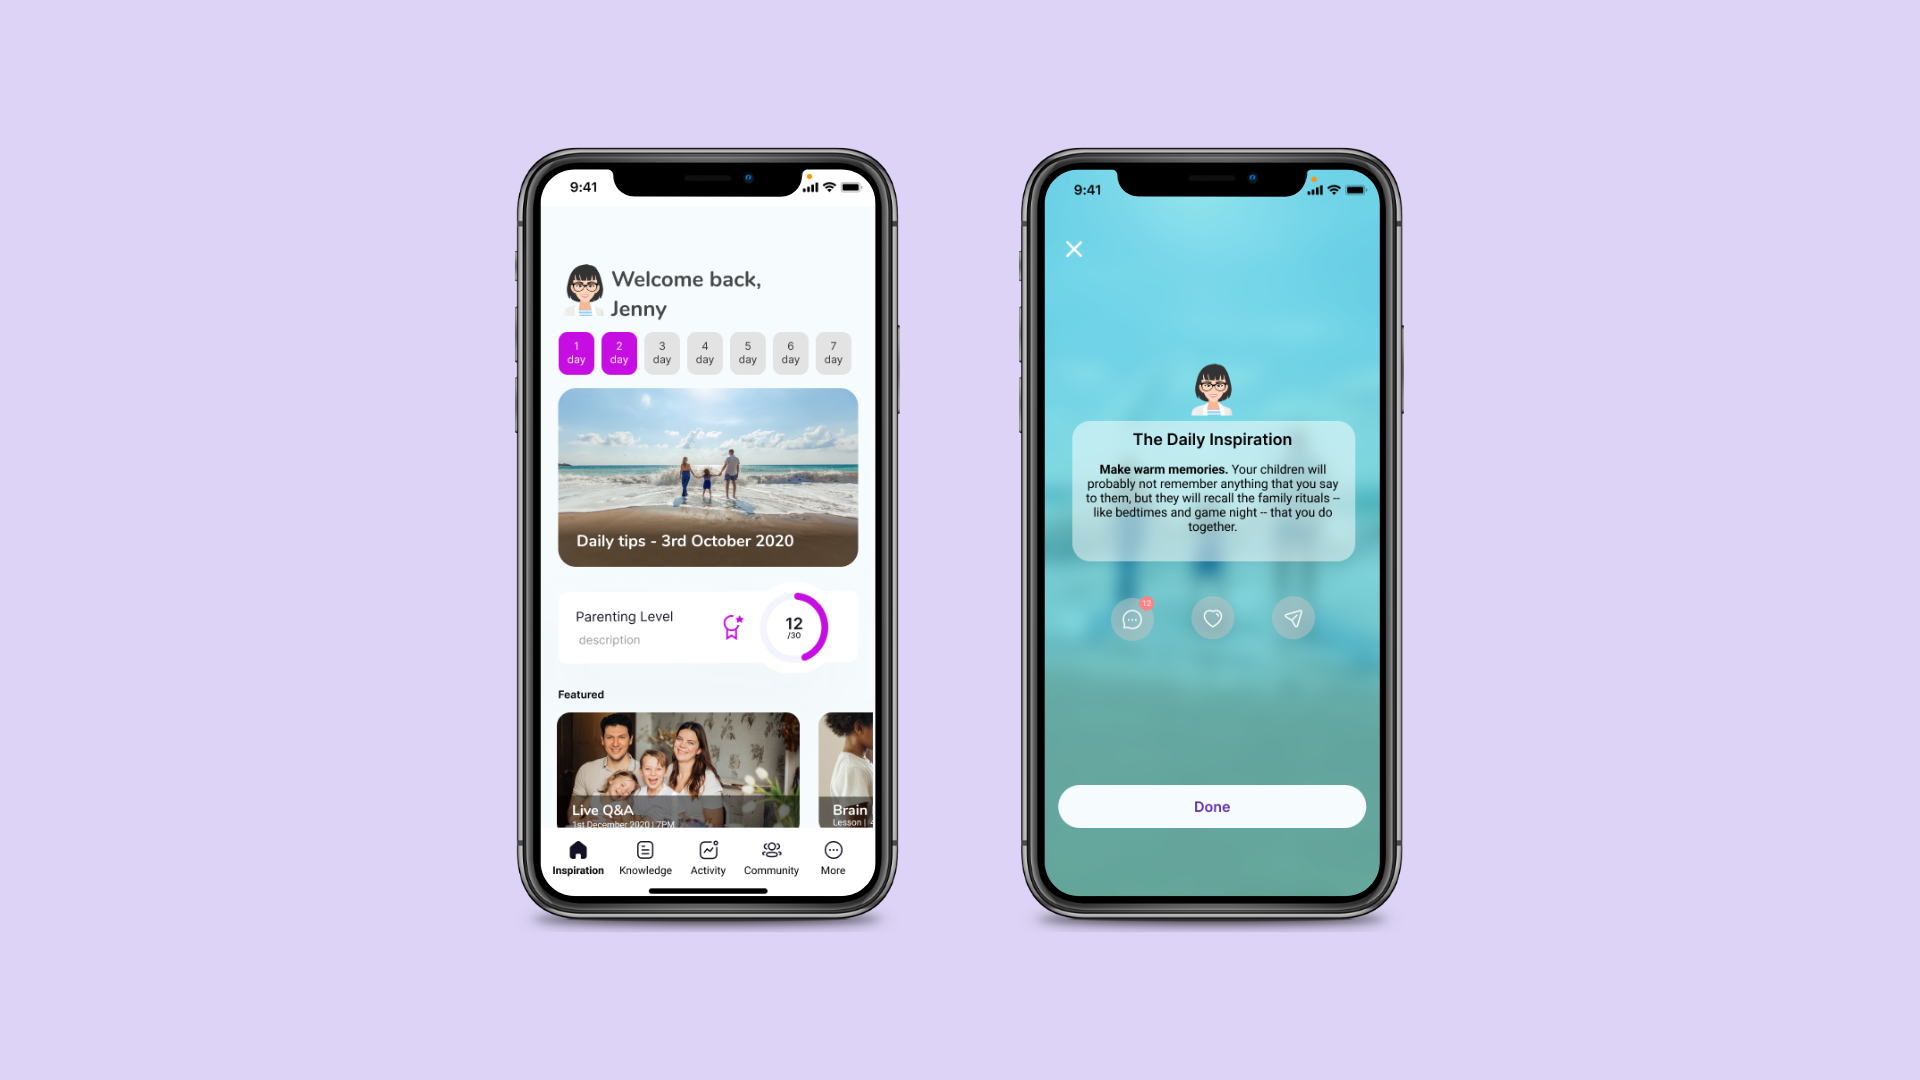 9:41
Welcome back,
Jenny
1 day
2 day
3 day
4 day
5 day
6 day
7 day
Daily tips - 3rd October 2020
Parenting Level
description
12
/30
Featured
Live Q&A
1st December 2020 | 7PM
Brain
Lesson |
Inspiration
Knowledge
Activity
Community
More
9:41
The Daily Inspiration
Make warm memories. Your children will
probably not remember anything that you say
to them, but they will recall the family rituals --
like bedtimes and game night -- that you do
together.
12
Done